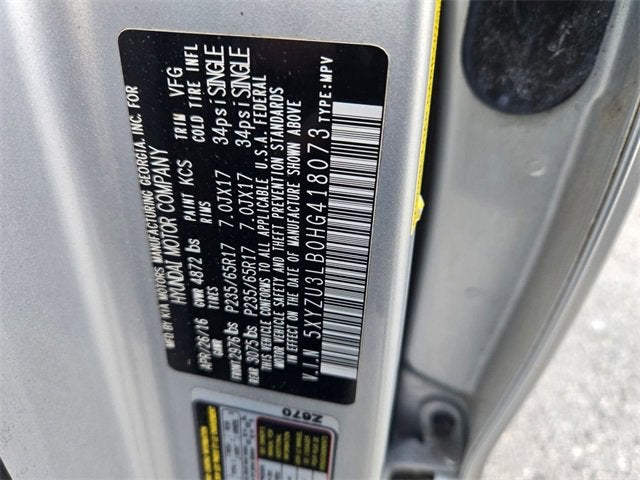 MFD BY KIA MOTORS MANUFACTURING GEORGIA, INC. FOR
HYUNDAI MOTOR COMPANY
APR/26/16 PAINT KCS TRIM VFG
GVWR 4872 lbs
GAWR TIRES RIMS COLD TIRE INFL
FRONT 2976 lbs P235/65R17 7.0JX17 34psi SINGLE
REAR 3075 lbs P235/65R17 7.0JX17 34psi SINGLE
THIS VEHICLE CONFORMS TO ALL APPLICABLE U.S.A. FEDERAL
MOTOR VEHICLE SAFETY AND THEFT PREVENTION STANDARDS
IN EFFECT ON THE DATE OF MANUFACTURE SHOWN ABOVE
V.I.N 5XYZU3LB0HG418073 TYPE:MPV
Z670